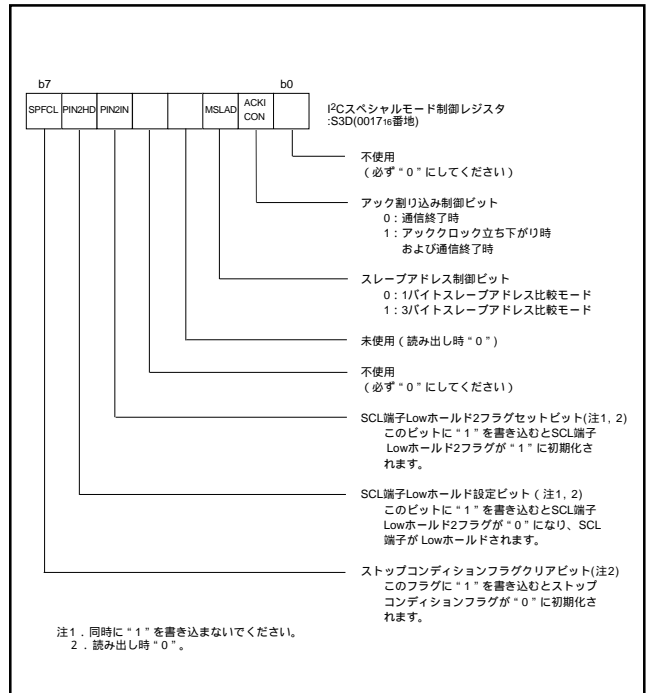 b7 b0
SPFCL PIN2HD PIN2IN MSLAD ACKI CON
I2Cスペシャルモード制御レジスタ
:S3D(001716番地)
不使用
(必ず“0”にしてください)
アック割り込み制御ビット
0:通信終了時
1:アッククロック立ち下がり時
および通信終了時
スレーブアドレス制御ビット
0:1バイトスレーブアドレス比較モード
1:3バイトスレーブアドレス比較モード
未使用(読み出し時“0”)
不使用
(必ず“0”にしてください)
SCL端子Lowホールド2フラグセットビット(注1, 2)
このビットに“1”を書き込むとSCL端子
Lowホールド2フラグが“1”に初期化さ
れます。
SCL端子Lowホールド設定ビット(注1, 2)
このビットに“1”を書き込むとSCL端子
Lowホールド2フラグが“0”になり、SCL
端子が Lowホールドされます。
ストップコンディションフラグクリアビット(注2)
このフラグに“1”を書き込むとストップ
コンディションフラグが“0”に初期化さ
れます。
注1.同時に“1”を書き込まないでください。
2.読み出し時“0”。